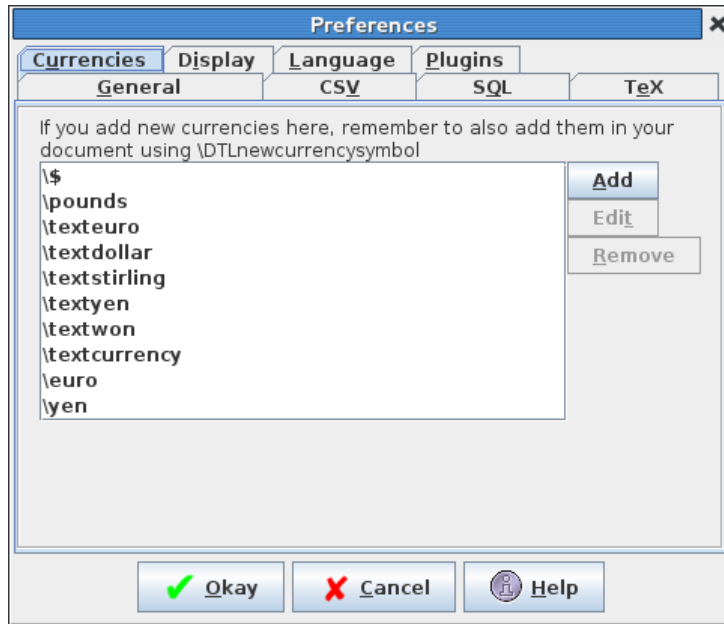 Preferences
Currencies Display Language Plugins
General CSV SQL TeX
If you add new currencies here, remember to also add them in your
document using \DTLnewcurrencysymbol
\$
\pounds
\texteuro
\textdollar
\textstirling
\textyen
\textwon
\textcurrency
\euro
\yen
Add
Edit
Remove
Okay Cancel Help